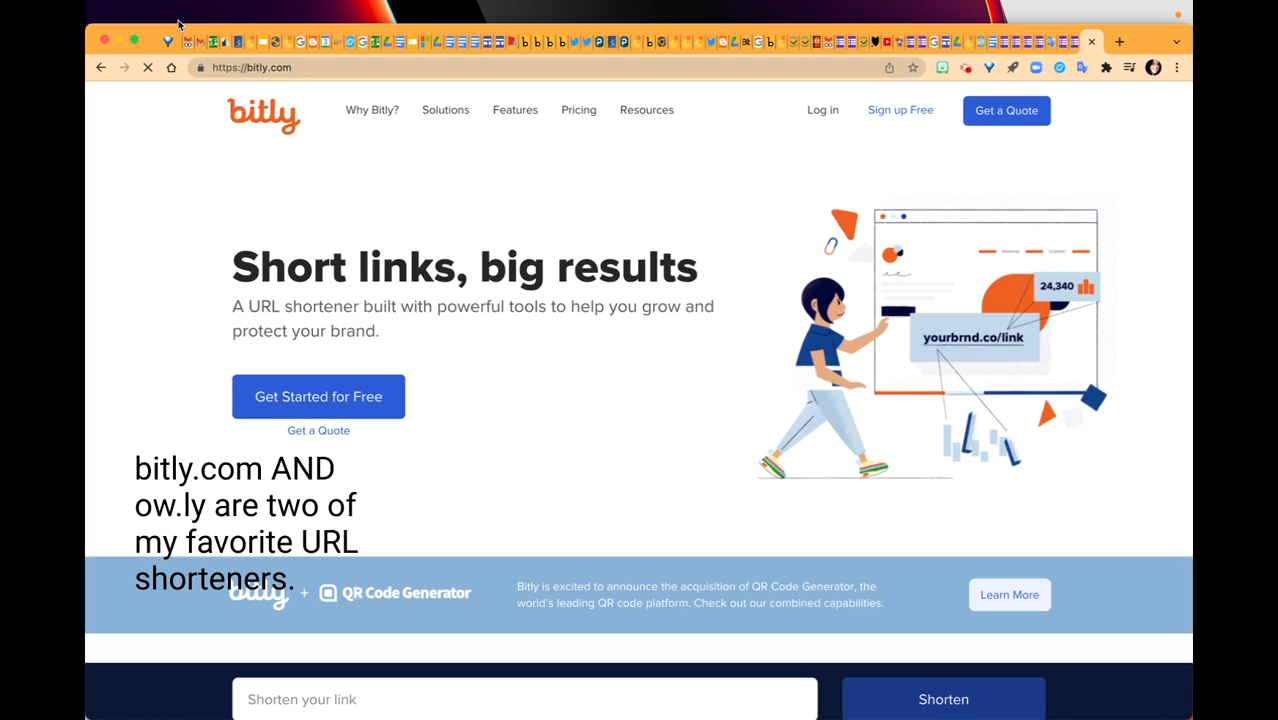 https://bitly.com
bitly
Why Bitly?
Solutions
Features
Pricing
Resources
Log in
Sign up Free
Get a Quote
Short links, big results
A URL shortener built with powerful tools to help you grow and
protect your brand.
Get Started for Free
Get a Quote
24,340
yourbrnd.co/link
bitly.com AND
ow.ly are two of
my favorite URL
shorteners.
bitly + QR Code Generator
Bitly is excited to announce the acquisition of QR Code Generator, the
world's leading QR code platform. Check out our combined capabilities.
Learn More
Shorten your link
Shorten